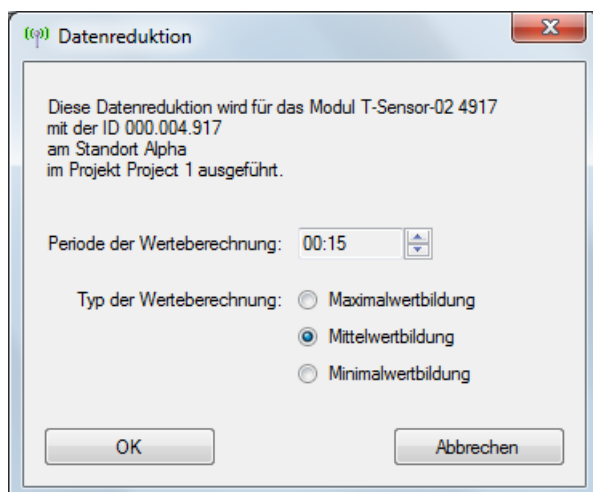 Datenreduktion
Diese Datenreduktion wird für das Modul T-Sensor-02 4917
mit der ID 000.004.917
am Standort Alpha
im Projekt Project 1 ausgeführt.
Periode der Werteberechnung: 00:15
Typ der Werteberechnung: Maximalwertbildung
Mittelwertbildung
Minimalwertbildung
OK Abbrechen